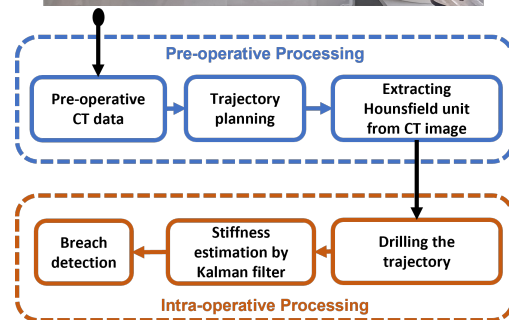 Pre-operative Processing
Pre-operative
CT data
Trajectory
planning
Extracting
Hounsfield unit
from CT image
Breach
detection
Stiffness
estimation by
Kalman filter
Drilling the
trajectory
Intra-operative Processing